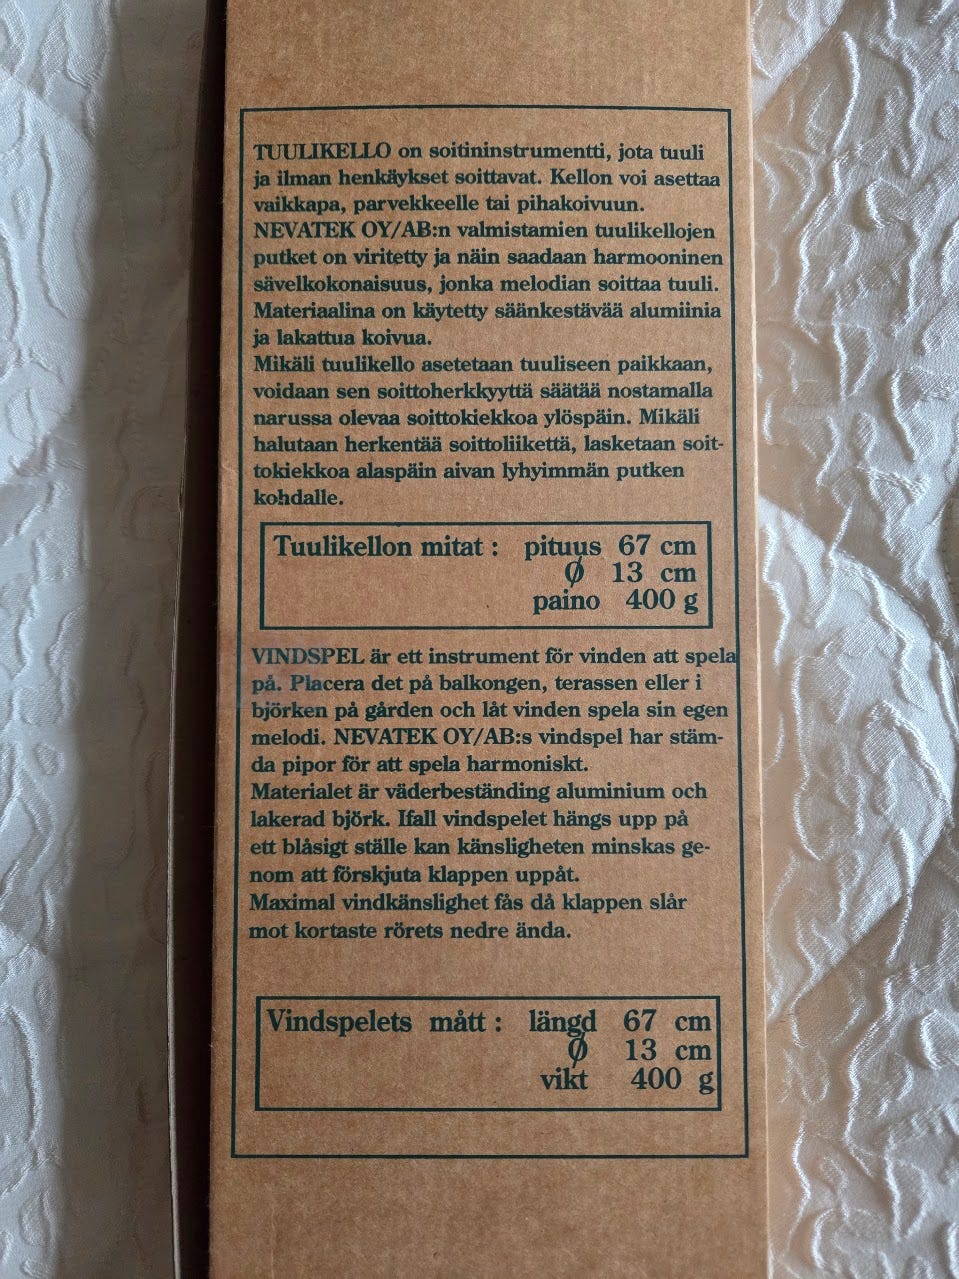 TUULIKELLO on soitininstrumentti, jota tuuli
ja ilman henkäykset soittavat. Kellon voi asettaa
vaikkapa, parvekkeelle tai pihakoivuun.
NEVATEK OY/AB:n valmistamien tuulikellojen
putket on viritetty ja näin saadaan harmooninen
sävelkokonaisuus, jonka melodian soittaa tuuli.
Materiaalina on käytetty säänkestävää alumiinia
ja lakattua koivua.
Mikäli tuulikello asetetaan tuuliseen paikkaan,
voidaan sen soittoherkkyyttä säätää nostamalla
narussa olevaa soittokiekkoa ylöspäin. Mikäli
halutaan herkentää soittoliikettä, lasketaan soit-
tokiekkoa alaspäin aivan lyhyimmän putken
kohdalle.
Tuulikellon mitat : pituus 67 cm
Ø 13 cm
paino 400 g
VINDSPEL är ett instrument för vinden att spela
på. Placera det på balkongen, terassen eller i
björken på gården och låt vinden spela sin egen
melodi. NEVATEK OY/AB:s vindspel har stäm-
da pipor för att spela harmoniskt.
Materialet är väderbeständing aluminium och
lakerad björk. Ifall vindspelet hängs upp på
ett blåsigt ställe kan känsligheten minskas ge-
nom att förskjuta klappen uppåt.
Maximal vindkänslighet fås då klappen slår
mot kortaste rörets nedre ända.
Vindspelets mått : längd 67 cm
Ø 13 cm
vikt 400 g